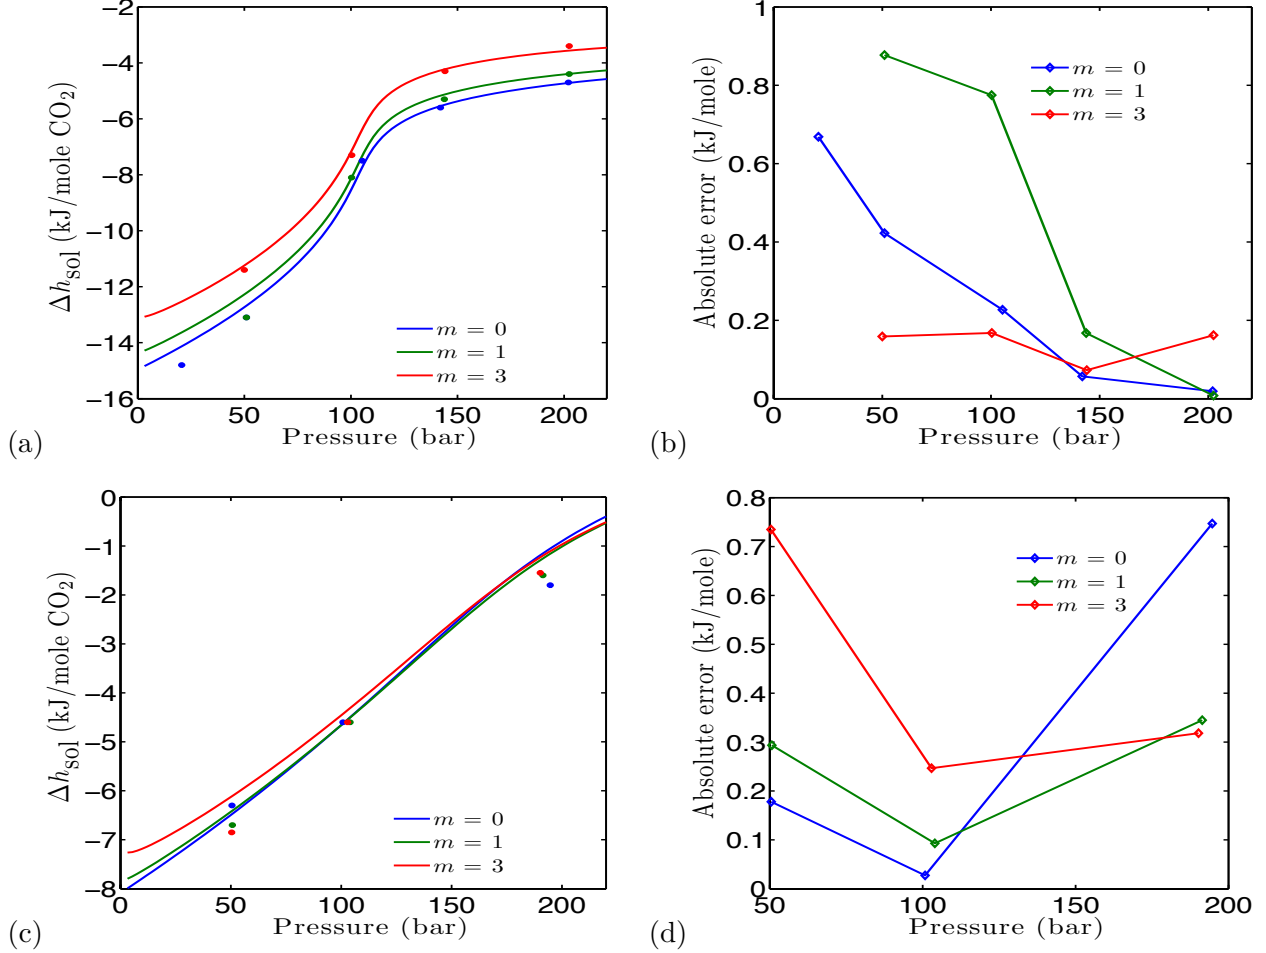 −2
−4
−6
−8
−10
−12
−14
−16
0
50
100
150
200
Δh_sol (kJ/mole CO₂)
Pressure (bar)
m = 0
m = 1
m = 3
(a)
1
0.8
0.6
0.4
0.2
0
0
50
100
150
200
Absolute error (kJ/mole)
Pressure (bar)
m = 0
m = 1
m = 3
(b)
0
−1
−2
−3
−4
−5
−6
−7
−8
0
50
100
150
200
Δh_sol (kJ/mole CO₂)
Pressure (bar)
m = 0
m = 1
m = 3
(c)
0.8
0.7
0.6
0.5
0.4
0.3
0.2
0.1
0
50
100
150
200
Absolute error (kJ/mole)
Pressure (bar)
m = 0
m = 1
m = 3
(d)